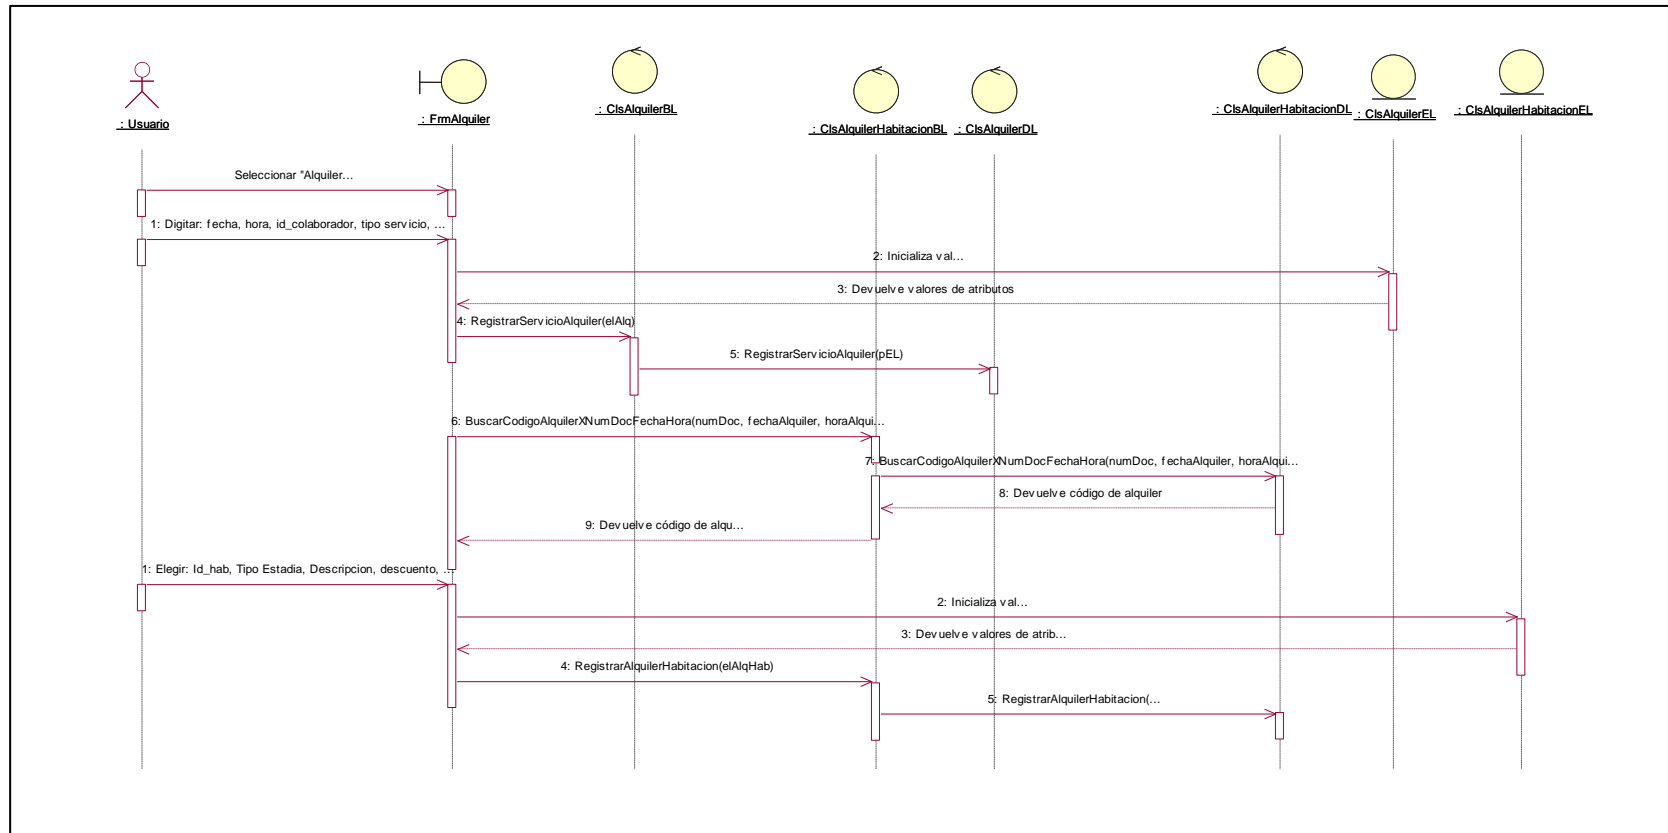 : Usuario
: FrmAlquiler
: ClsAlquilerBL
: ClsAlquilerHabitacionBL
: ClsAlquilerDL
: ClsAlquilerHabitacionDL
: ClsAlquilerEL
: ClsAlquilerHabitacionEL
Seleccionar "Alquiler...
1: Digitar: fecha, hora, id_colaborador, tipo servicio, ...
2: Inicializa val...
3: Devuelve valores de atributos
4: RegistrarServicioAlquiler(elAlq)
5: RegistrarServicioAlquiler(pEL)
6: BuscarCodigoAlquilerXNumDocFechaHora(numDoc, fechaAlquiler, horaAlqui...
7: BuscarCodigoAlquilerXNumDocFechaHora(numDoc, fechaAlquiler, horaAlqui...
8: Devuelve código de alquiler
9: Devuelve código de alqu...
1: Elegir: Id_hab, Tipo Estadia, Descripcion, descuento, ...
2: Inicializa val...
3: Devuelve valores de atrib...
4: RegistrarAlquilerHabitacion(elAlqHab)
5: RegistrarAlquilerHabitacion(...